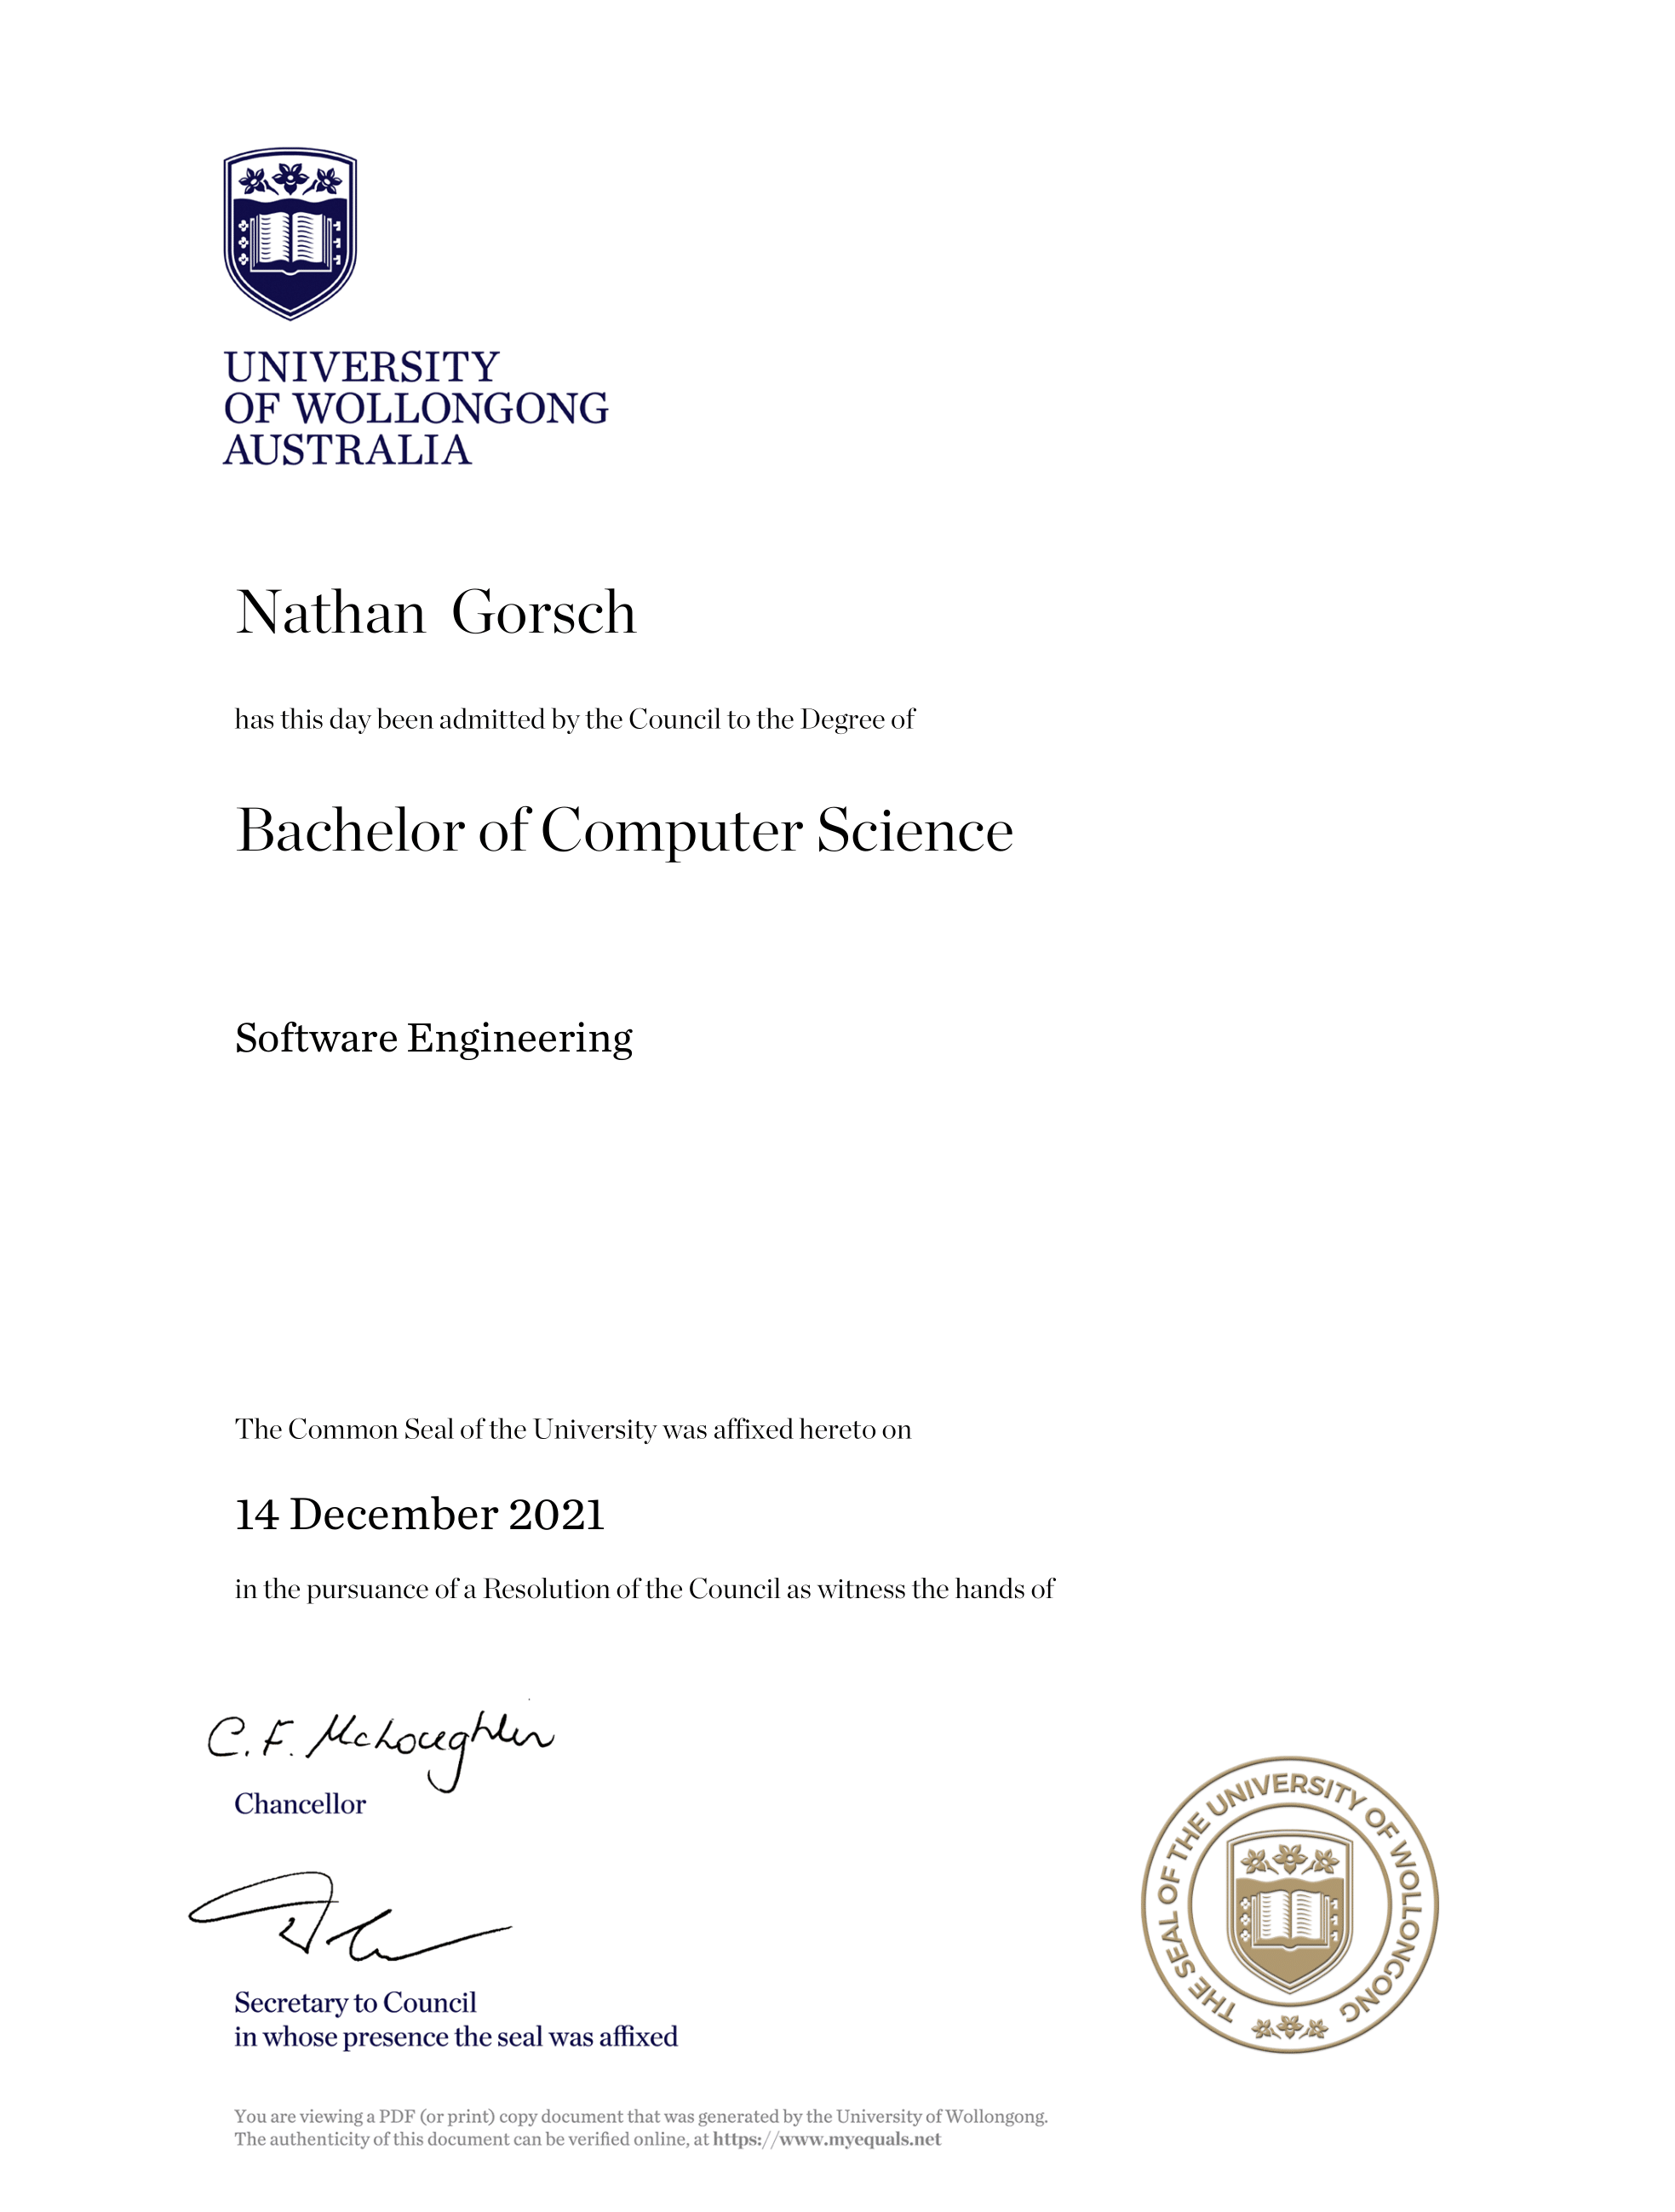 UNIVERSITY
OF WOLLONGONG
AUSTRALIA
Nathan Gorsch
has this day been admitted by the Council to the Degree of
Bachelor of Computer Science
Software Engineering
The Common Seal of the University was affixed hereto on
14 December 2021
in the pursuance of a Resolution of the Council as witness the hands of
C. F. McLoughlin
Chancellor
Secretary to Council
in whose presence the seal was affixed
THE SEAL OF THE UNIVERSITY OF WOLLONGONG
You are viewing a PDF (or print) copy document that was generated by the University of Wollongong.
The authenticity of this document can be verified online, at https://www.myequals.net